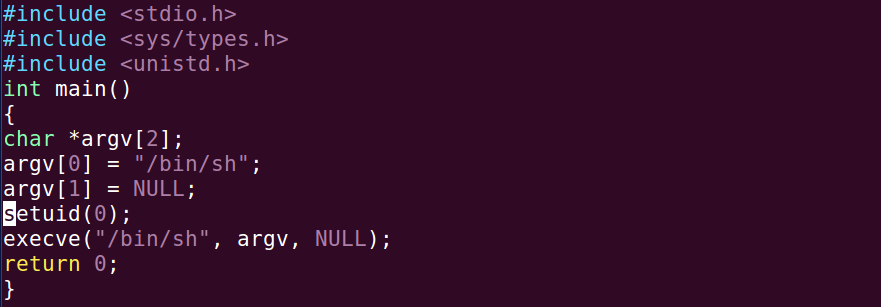 #include <stdio.h>
#include <sys/types.h>
#include <unistd.h>
int main()
{
char *argv[2];
argv[0] = "/bin/sh";
argv[1] = NULL;
setuid(0);
execve("/bin/sh", argv, NULL);
return 0;
}